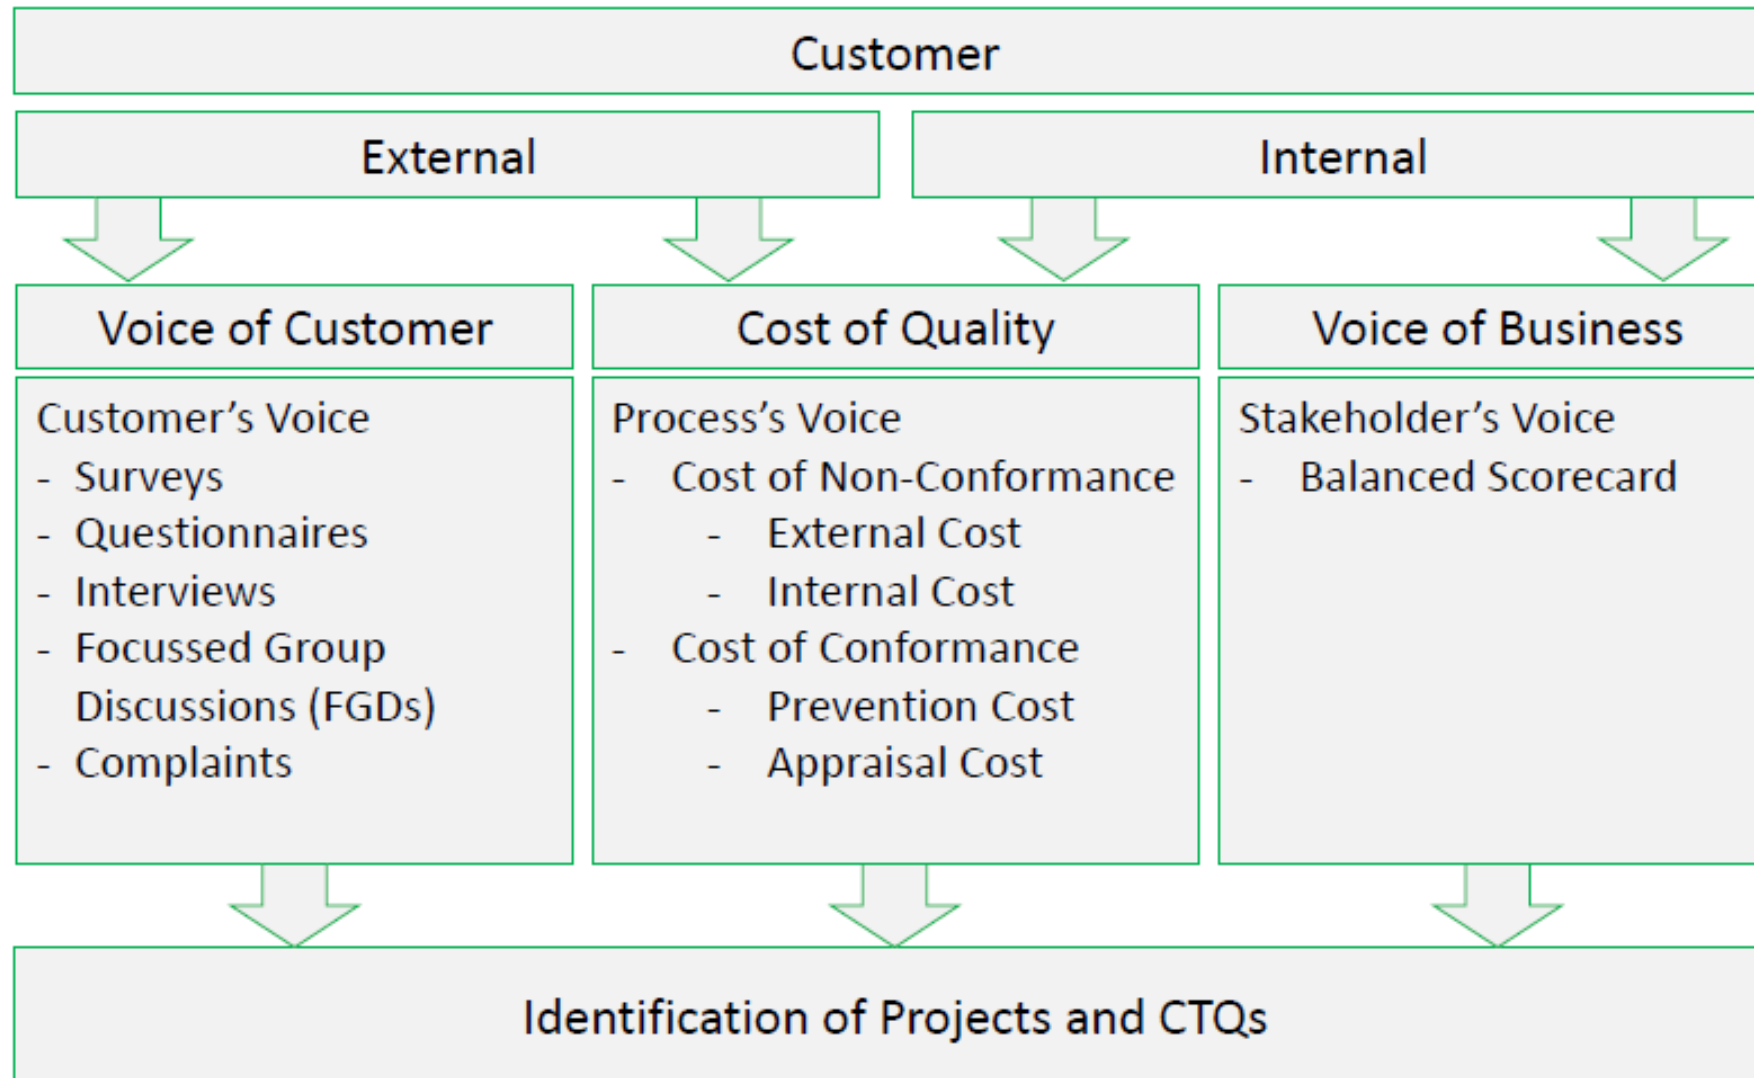 Customer
External
Internal
Voice of Customer
Customer’s Voice
- Surveys
- Questionnaires
- Interviews
- Focussed Group
Discussions (FGDs)
- Complaints
Cost of Quality
Process’s Voice
- Cost of Non-Conformance
- External Cost
- Internal Cost
- Cost of Conformance
- Prevention Cost
- Appraisal Cost
Voice of Business
Stakeholder’s Voice
- Balanced Scorecard
Identification of Projects and CTQs